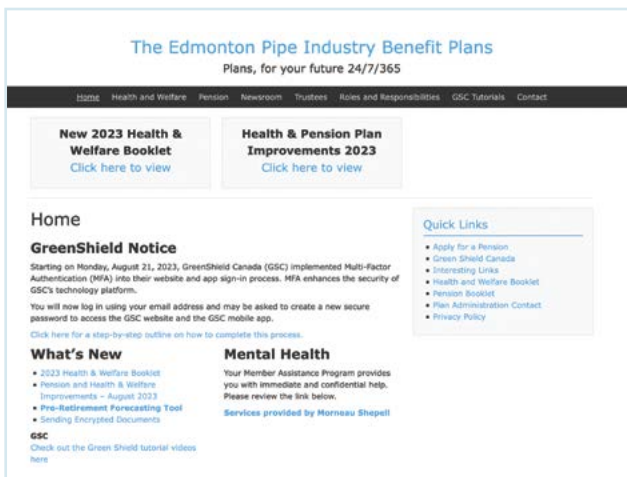 The Edmonton Pipe Industry Benefit Plans
Plans, for your future 24/7/365
Home Health and Welfare Pension Newsroom Trustees Roles and Responsibilities GSC Tutorials Contact
New 2023 Health &
Welfare Booklet
Click here to view
Health & Pension Plan
Improvements 2023
Click here to view
Home
GreenShield Notice
Starting on Monday, August 21, 2023, GreenShield Canada (GSC) implemented Multi-Factor
Authentication (MFA) into their website and app sign-in process. MFA enhances the security of
GSC's technology platform.
You will now log in using your email address and may be asked to create a new secure
password to access the GSC website and the GSC mobile app.
Click here for a step-by-step outline on how to complete this process.
What's New
• 2023 Health & Welfare Booklet
• Pension and Health & Welfare
Improvements – August 2023
• Pro-Retirement Forecasting Tool
• Sending Encrypted Documents
GSC
Check out the Green Shield tutorial videos
here
Mental Health
Your Member Assistance Program provides
you with immediate and confidential help.
Please review the link below.
Services provided by Morneau Shepell
Quick Links
• Apply for a Pension
• Green Shield Canada
• Interesting Links
• Health and Welfare Booklet
• Pension Booklet
• Plan Administration Contact
• Privacy Policy